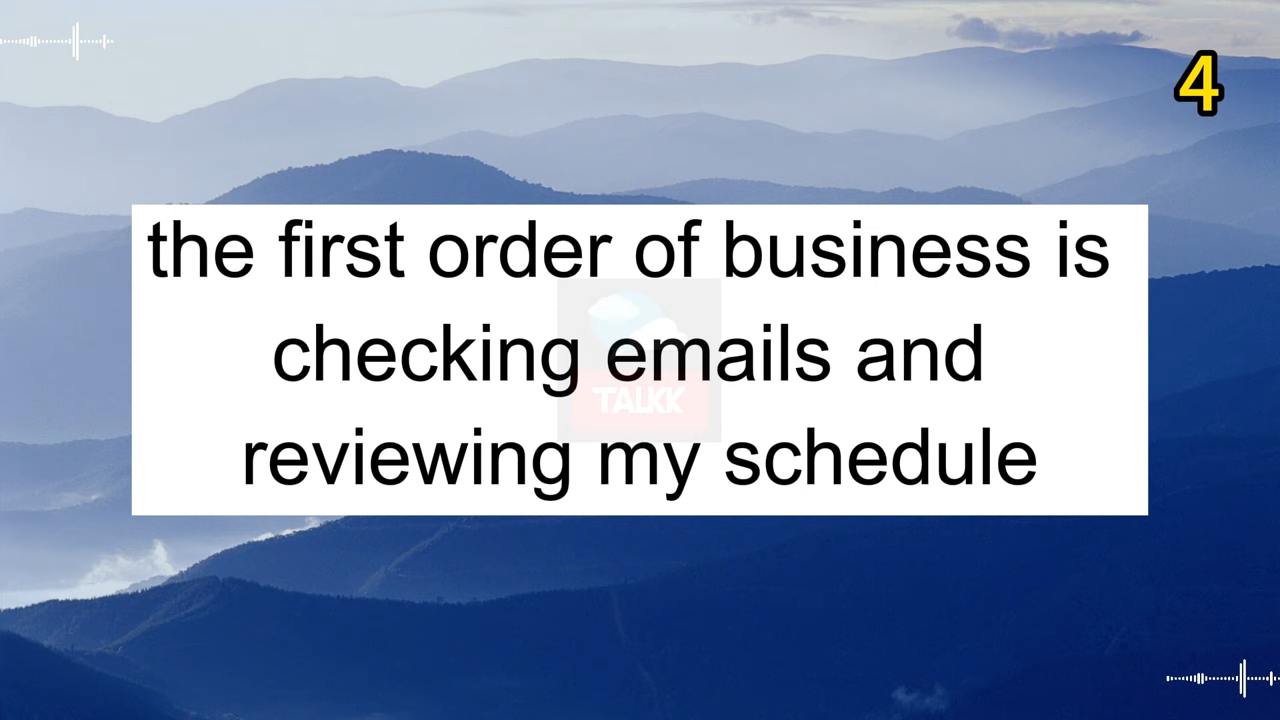 4
the first order of business is
checking emails and
TALKK
reviewing my schedule